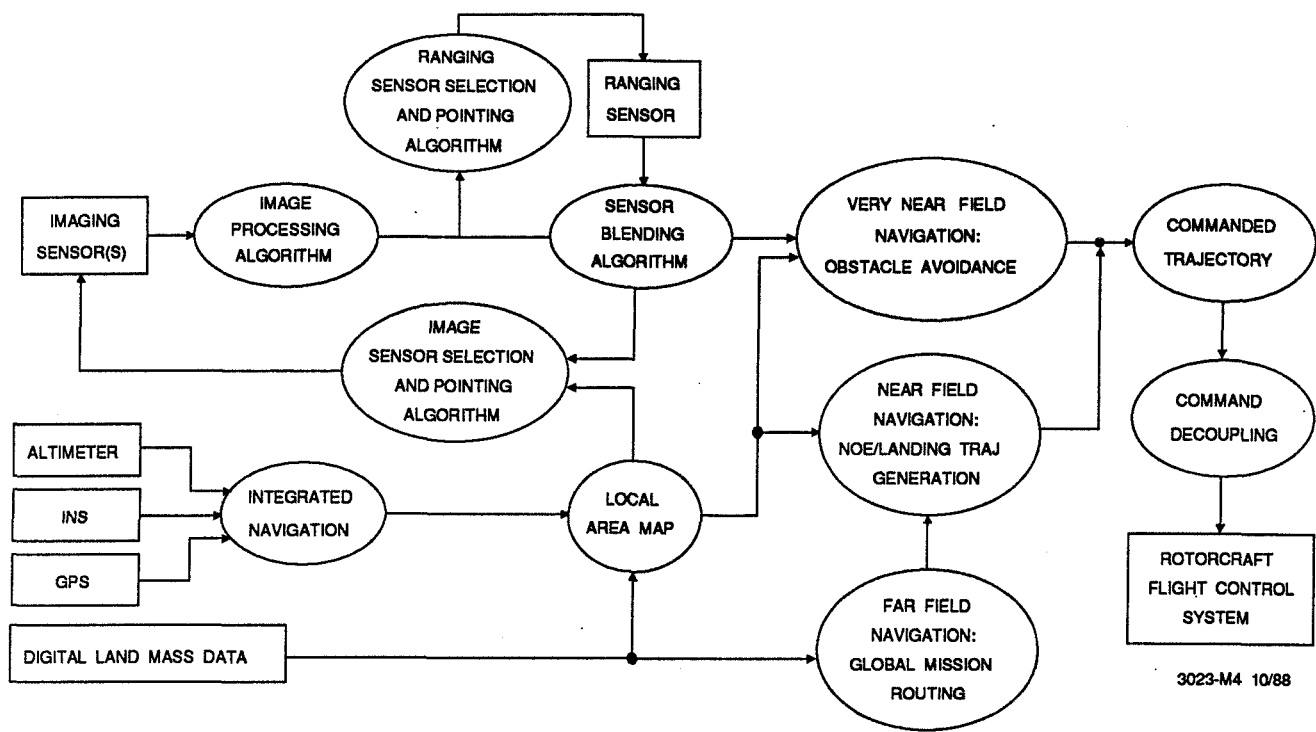 RANGING
SENSOR SELECTION
AND POINTING
ALGORITHM
RANGING
SENSOR
IMAGING
SENSOR(S)
IMAGE
PROCESSING
ALGORITHM
SENSOR
BLENDING
ALGORITHM
VERY NEAR FIELD
NAVIGATION:
OBSTACLE AVOIDANCE
COMMANDED
TRAJECTORY
IMAGE
SENSOR SELECTION
AND POINTING
ALGORITHM
NEAR FIELD
NAVIGATION:
NOE/LANDING TRAJ
GENERATION
COMMAND
DECOUPLING
ALTIMETER
INS
GPS
INTEGRATED
NAVIGATION
LOCAL
AREA MAP
DIGITAL LAND MASS DATA
FAR FIELD
NAVIGATION:
GLOBAL MISSION
ROUTING
ROTORCRAFT
FLIGHT CONTROL
SYSTEM
3023-M4 10/88